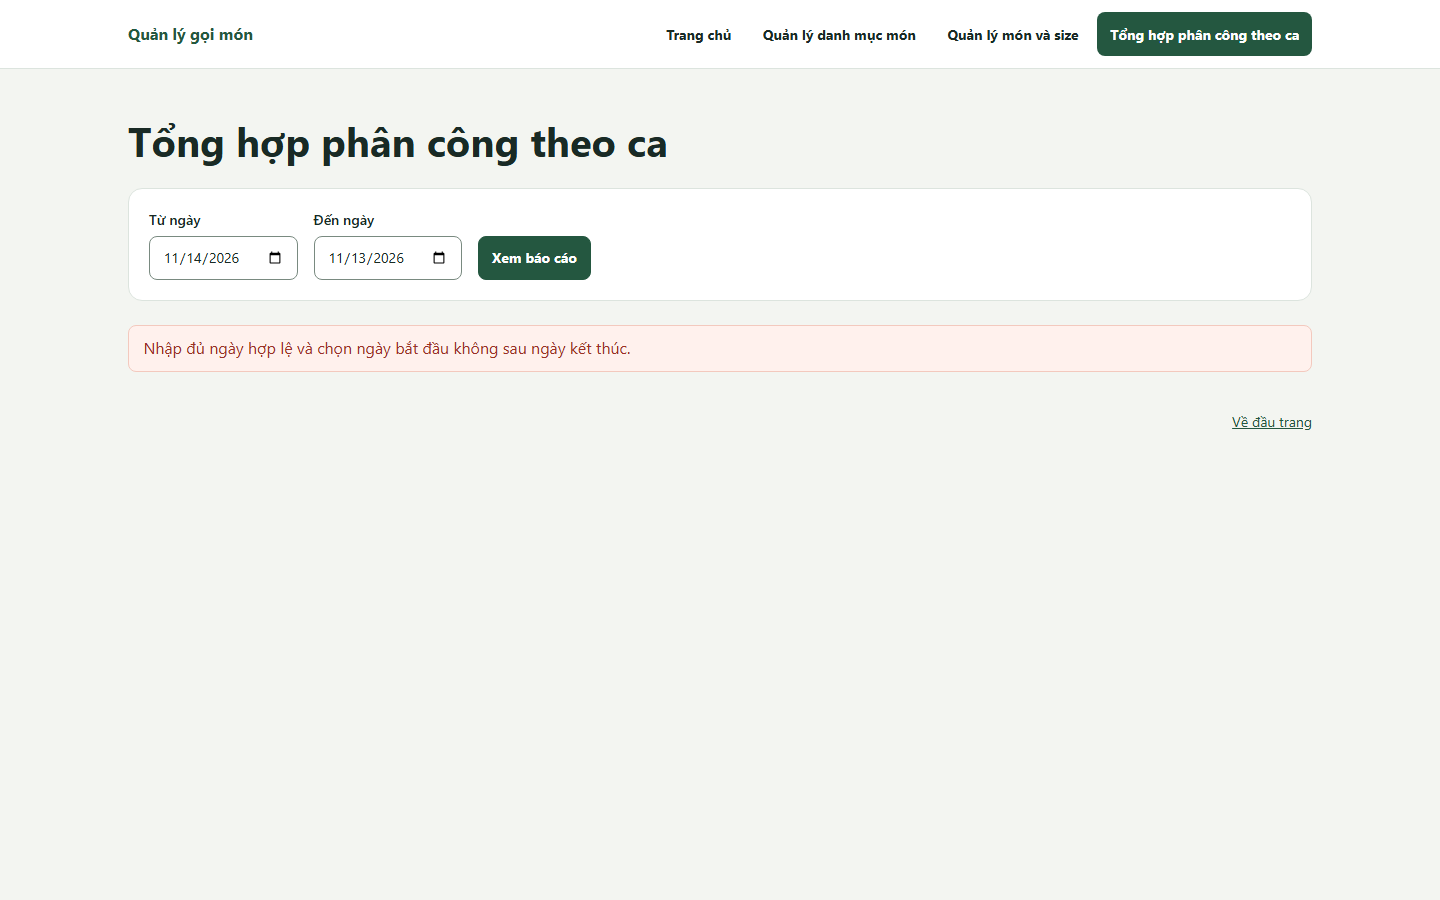 Quản lý gọi món
Trang chủ
Quản lý danh mục món
Quản lý món và size
Tổng hợp phân công theo ca
Tổng hợp phân công theo ca
Từ ngày
Đến ngày
11/14/2026
11/13/2026
Xem báo cáo
Nhập đủ ngày hợp lệ và chọn ngày bắt đầu không sau ngày kết thúc.
Về đầu trang